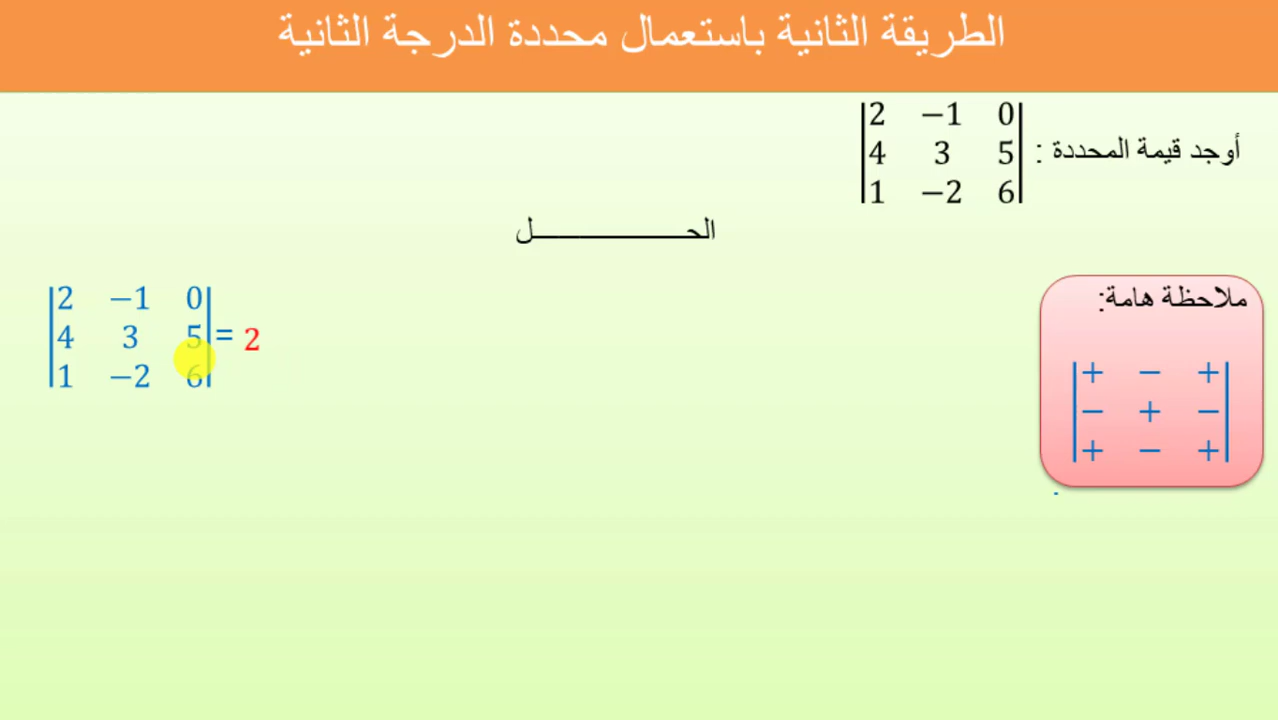 الطريقة الثانية باستعمال محددة الدرجة الثانية
أوجد قيمة المحددة : |2 −1 0|
|4 3 5|
|1 −2 6|
الحـــــــــــــــــل
|2 −1 0|
|4 3 5| = 2
|1 −2 6|
ملاحظة هامة:
|+ − +|
|− + −|
|+ − +|
.